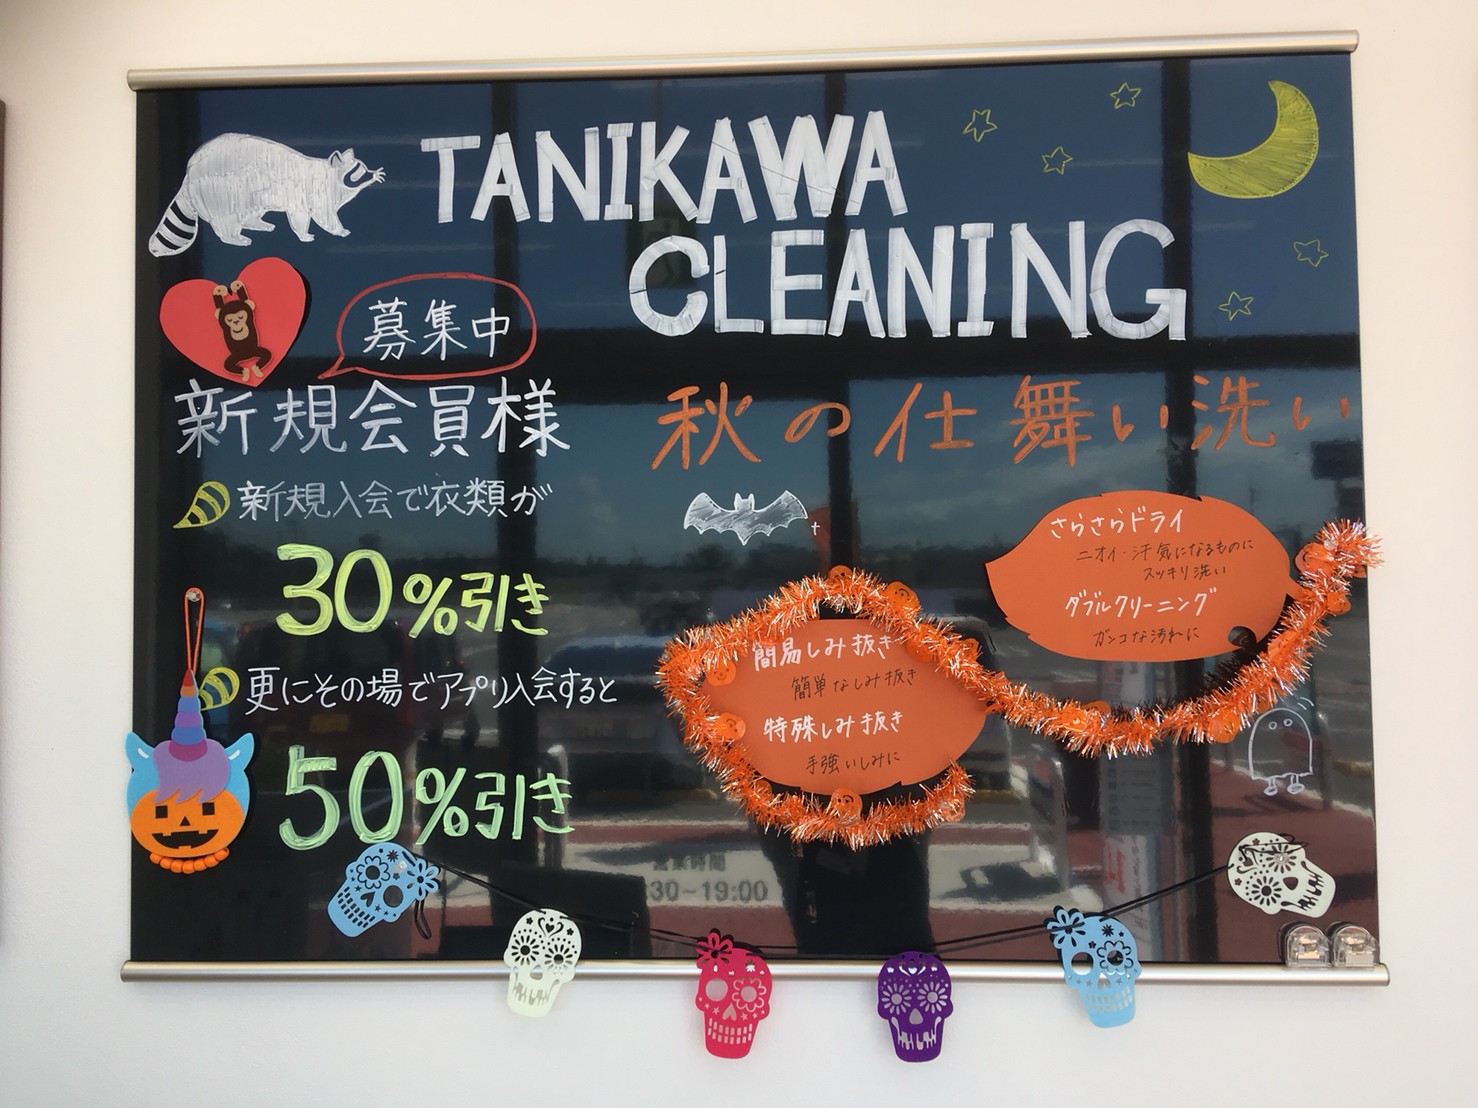 TANIKAWA
CLEANING
募集中
新規会員様
新規入会で衣類が
30%引き
更にその場でアプリ入会すると
50%引き
秋の仕舞い洗い
さらさらドライ
ニオイ・汗気になるものに
スッキリ洗い
ダブルクリーニング
ガンコな汚れに
簡易しみ抜き
簡単なしみ抜き
特殊しみ抜き
手強いしみに
営業時間
:30~19:00